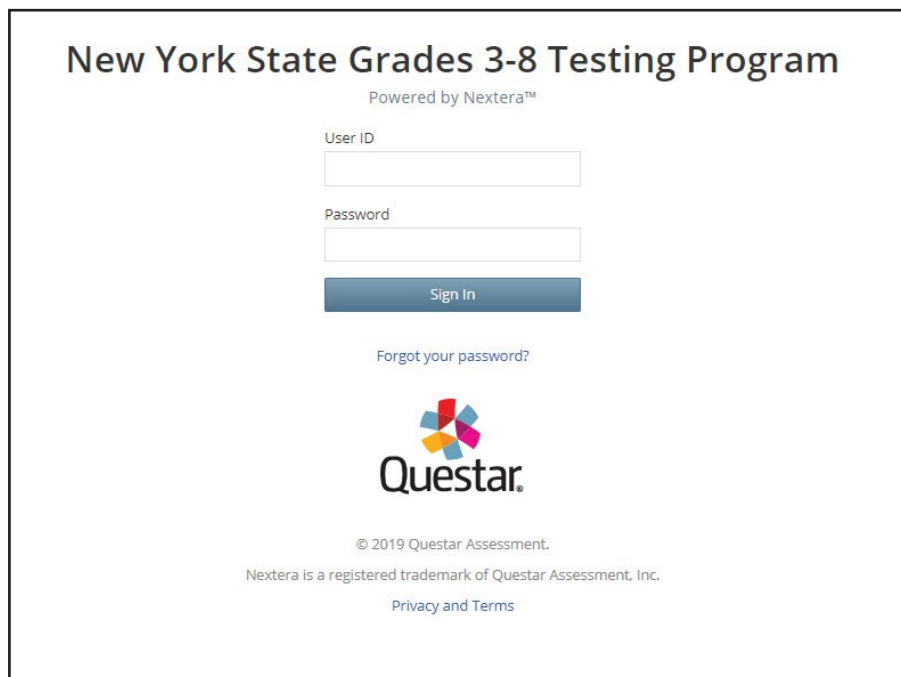 New York State Grades 3-8 Testing Program
Powered by Nextera™
User ID
Password
Sign In
Forgot your password?
Questar®
© 2019 Questar Assessment.
Nextera is a registered trademark of Questar Assessment, Inc.
Privacy and Terms